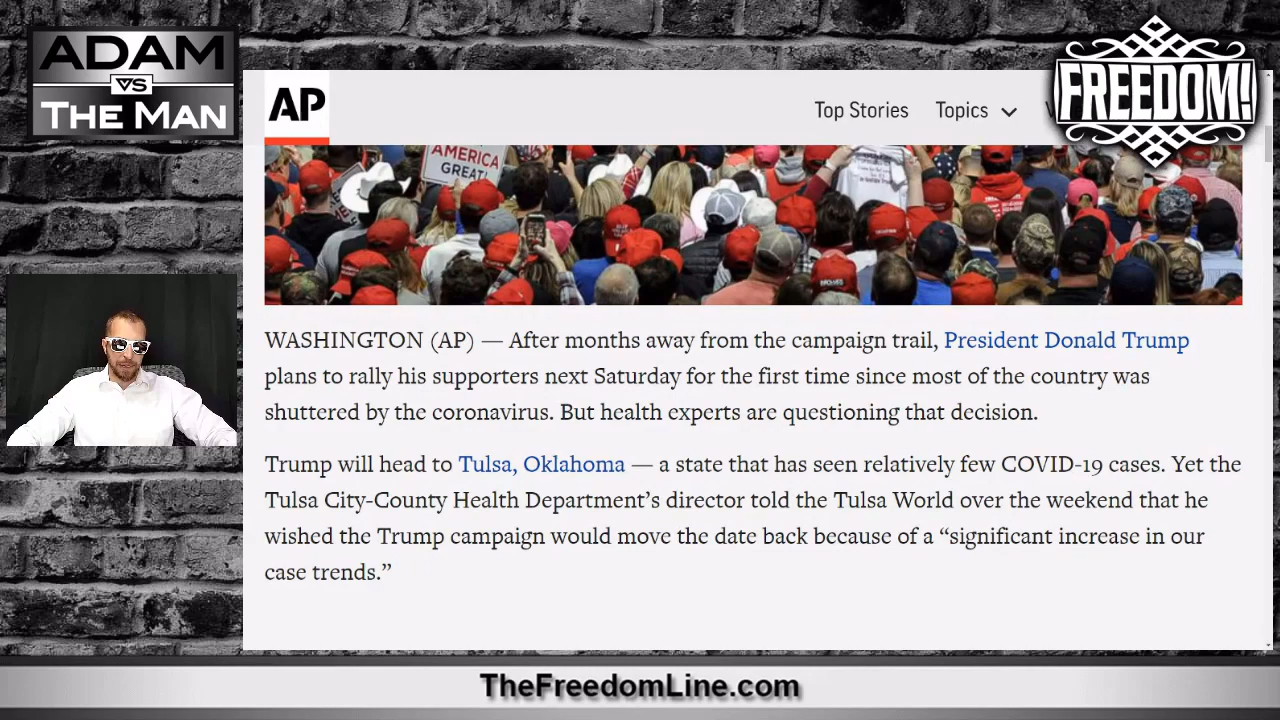 ADAM
VS
THE MAN
FREEDOM!
AP
Top Stories Topics
AMERICA
GREAT!
WASHINGTON (AP) — After months away from the campaign trail, President Donald Trump
plans to rally his supporters next Saturday for the first time since most of the country was
shuttered by the coronavirus. But health experts are questioning that decision.
Trump will head to Tulsa, Oklahoma — a state that has seen relatively few COVID-19 cases. Yet the
Tulsa City-County Health Department’s director told the Tulsa World over the weekend that he
wished the Trump campaign would move the date back because of a “significant increase in our
case trends.”
TheFreedomLine.com